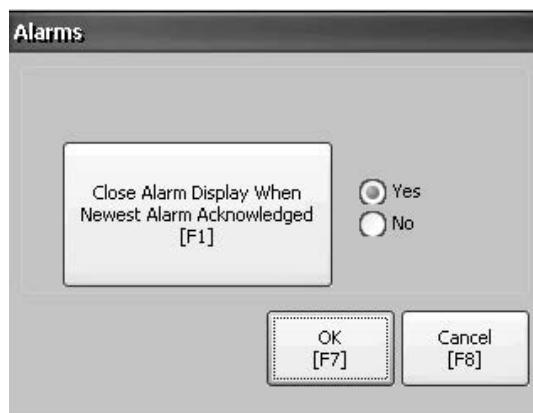 Alarms
Close Alarm Display When
Newest Alarm Acknowledged
[F1]
Yes
No
OK
[F7]
Cancel
[F8]